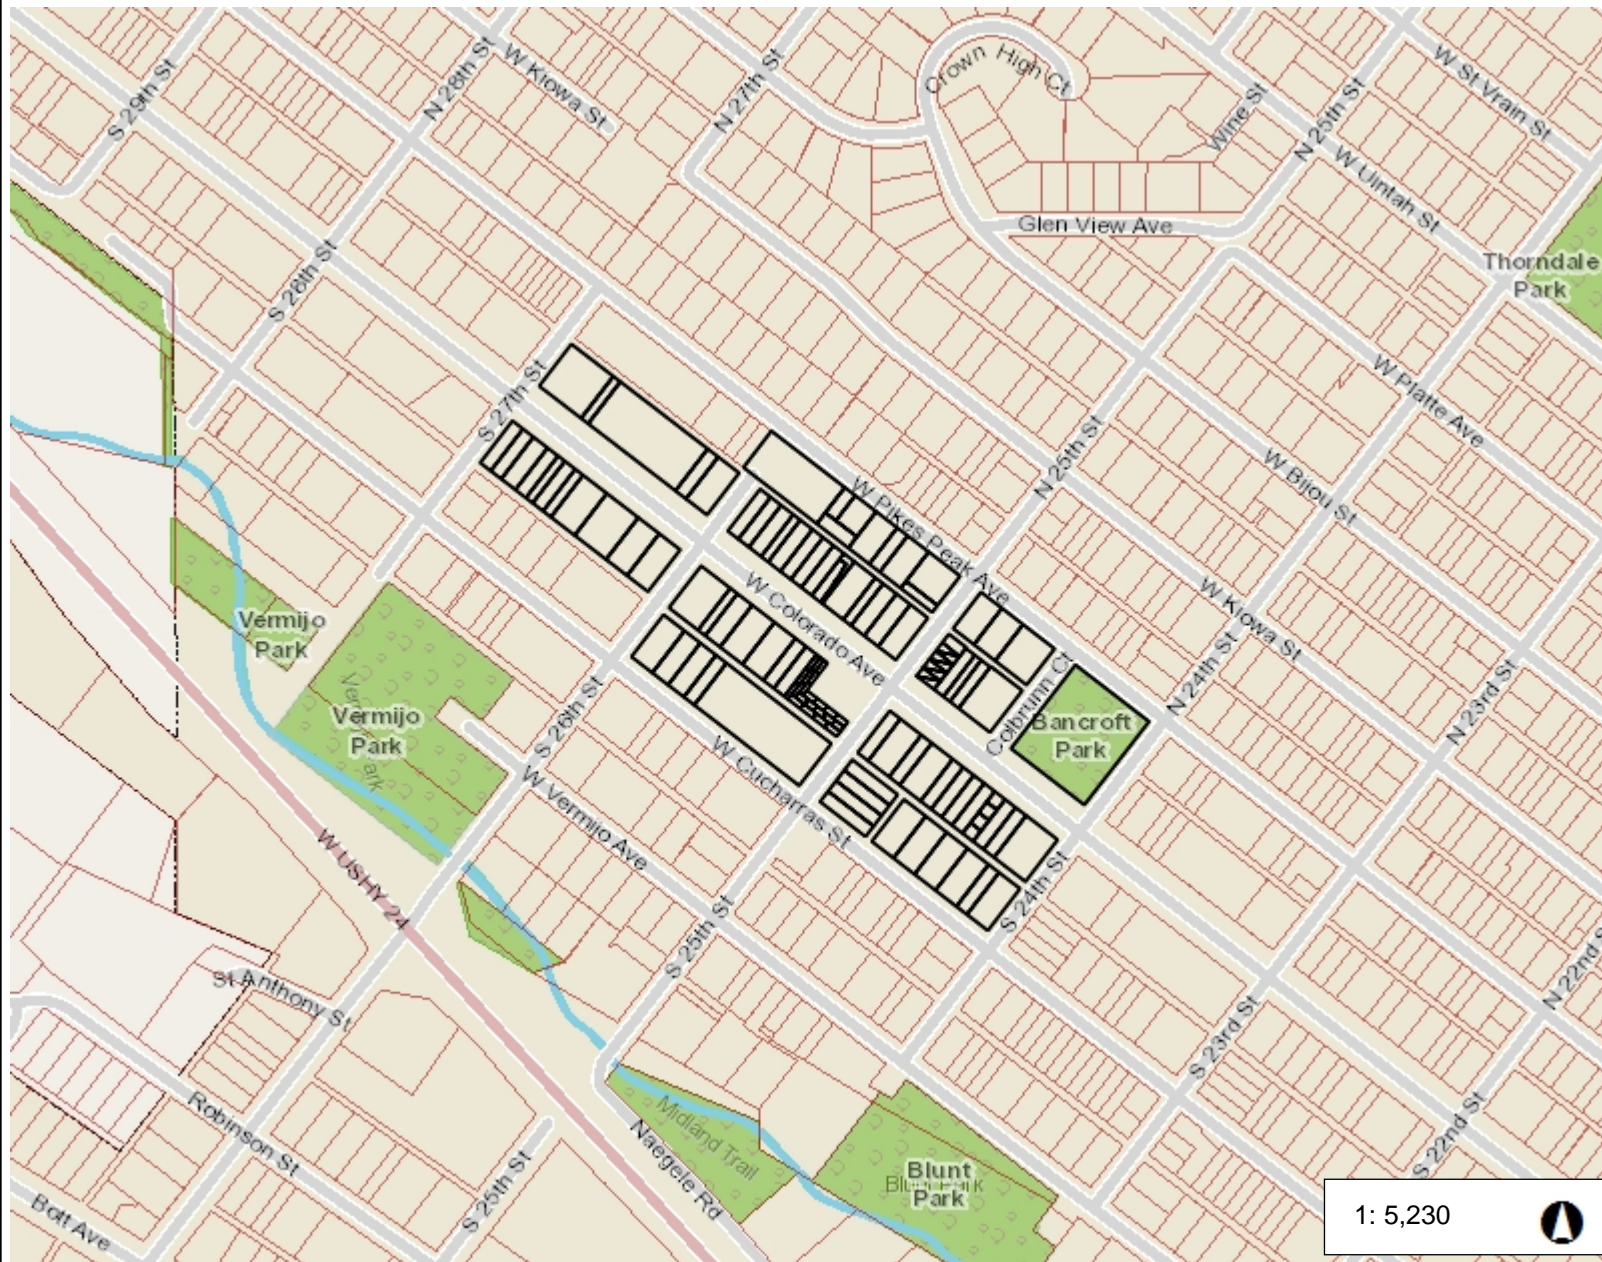 Crown High Ct
W Kiowa St
W St Vrain St
S 29th St
N 28th St
N 27th St
Wine St
N 25th St
W Uintah St
Glen View Ave
S 28th St
Thorndale
Park
S 27th St
W Platte Ave
W Pikes Peak Ave
N 25th St
W Bijou St
W Colorado Ave
W Kiowa St
Vermijo
Park
N 24th St
Colbrunn Ct
Bancroft
Park
N 23rd St
Vermijo
Park
S 26th St
W Cucharras St
W Vermijo Ave
W USHY 24
S 24th St
S 25th St
N 22nd S
St Anthony St
S 23rd St
Robinson St
Midland Trail
Naegele Rd
S 25th St
S 22nd St
Blunt
Park
Blunt Park
Bott Ave
1: 5,230